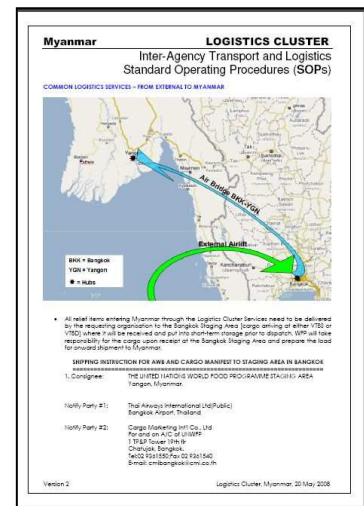 Myanmar LOGISTICS CLUSTER
Inter-Agency Transport and Logistics
Standard Operating Procedures (SOPs)
COMMON LOGISTICS SERVICES – FROM EXTERNAL TO MYANMAR
Air Bridge BKK-YGN
External Airlift
BKK = Bangkok
YGN = Yangon
= Hubs
Bangkok
• All relief items entering Myanmar through the Logistics Cluster Services need to be delivered
by the requesting organisation to the Bangkok Staging Area (cargo arriving at either VTBS or
VTBD) where it will be received and put into short-term storage prior to dispatch. WFP will take
responsibility for the cargo upon receipt at the Bangkok Staging Area and prepare the load
for onward shipment to Myanmar.
SHIPPING INSTRUCTION FOR AWB AND CARGO MANIFEST TO STAGING AREA IN BANGKOK
1. Consignee: THE UNITED NATIONS WORLD FOOD PROGRAMME STAGING AREA
Yangon, Myanmar.
Notify Party #1: Thai Airways International Ltd(Public)
Bangkok Airport, Thailand
Notify Party #2: Cargo Marketing Int'l Co., Ltd
For and on A/C of UNWFP
1 TP&P Tower 19th flr
Chatujak, Bangkok.
Tel:02 9361550;Fax 02 9361560
E-mail: cmibangkok@cmi.co.th
Version 2 Logistics Cluster, Myanmar, 20 May 2008